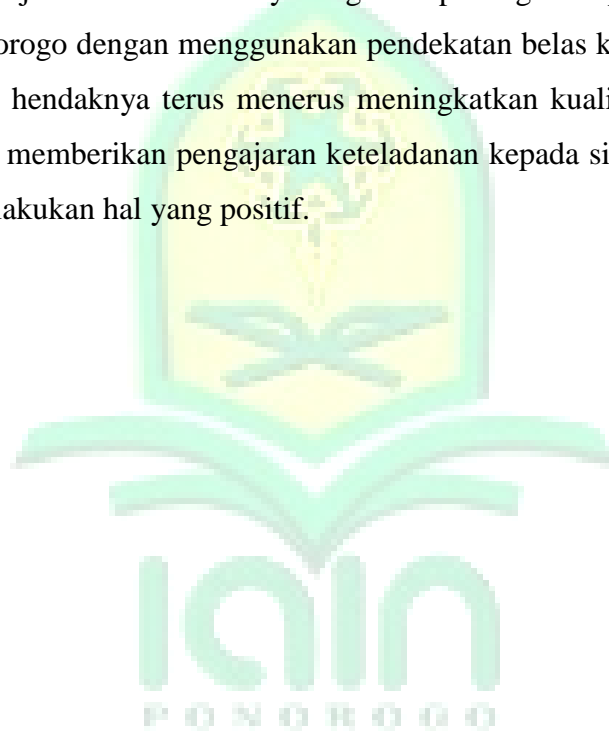 orogo dengan menggunakan pendekatan belas k
hendaknya terus menerus meningkatkan kuali
memberikan pengajaran keteladanan kepada si
lakukan hal yang positif.
iain
PONOROGO